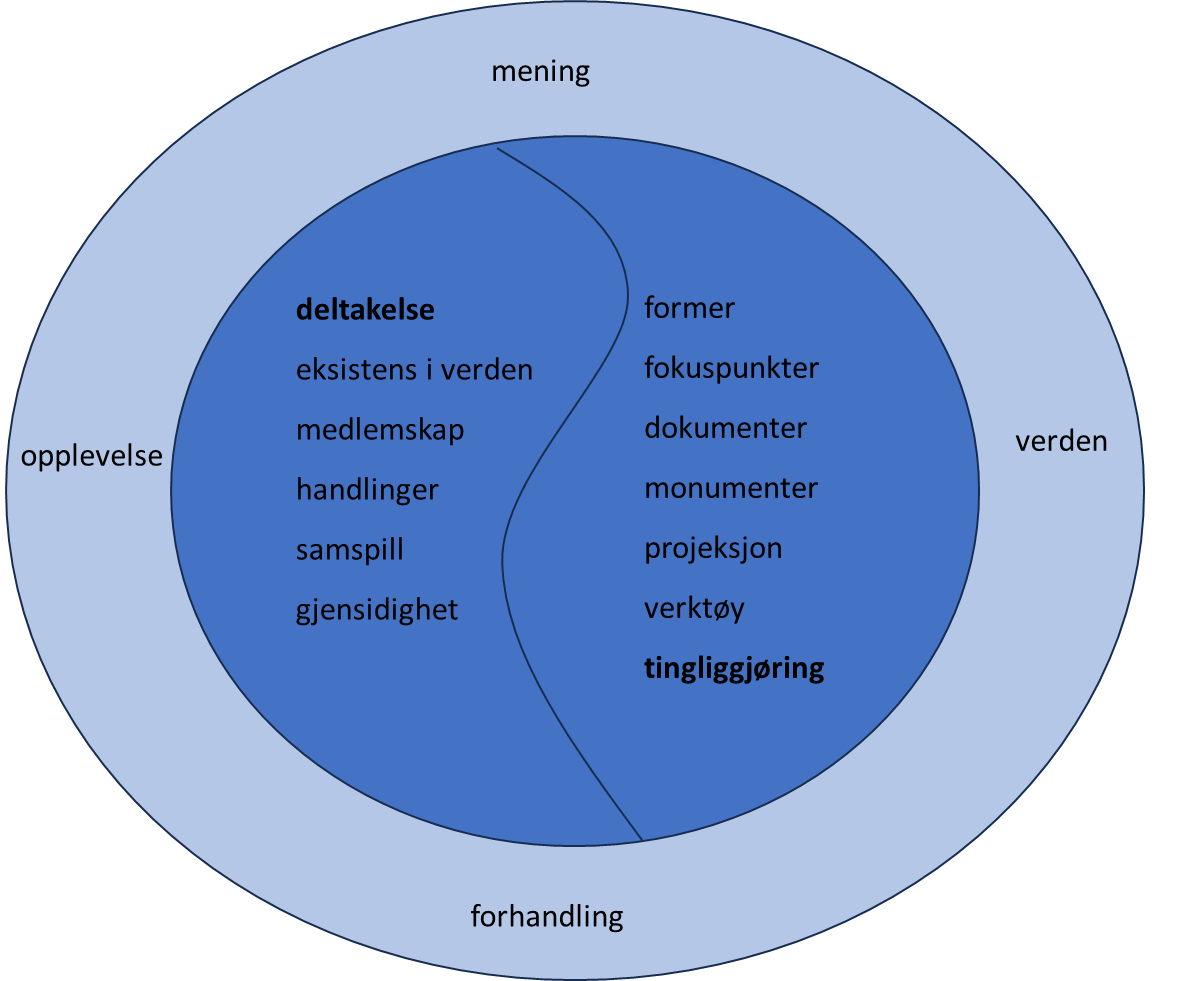 mening
opplevelse
deltakelse
eksistens i verden
medlemskap
handlinger
samspill
gjensidighet
former
fokuspunkter
dokumenter
monumenter
projeksjon
verktøy
tingliggjøring
verden
forhandling